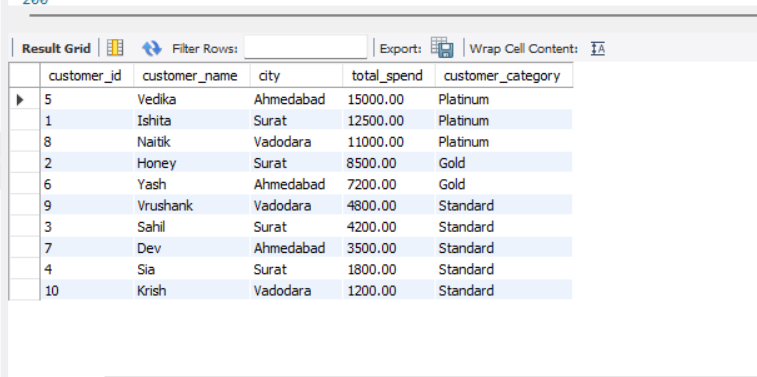 200
Result Grid Filter Rows: Export: Wrap Cell Content:
customer_id customer_name city total_spend customer_category
5 Vedika Ahmedabad 15000.00 Platinum
1 Ishita Surat 12500.00 Platinum
8 Naitik Vadodara 11000.00 Platinum
2 Honey Surat 8500.00 Gold
6 Yash Ahmedabad 7200.00 Gold
9 Vrushank Vadodara 4800.00 Standard
3 Sahil Surat 4200.00 Standard
7 Dev Ahmedabad 3500.00 Standard
4 Sia Surat 1800.00 Standard
10 Krish Vadodara 1200.00 Standard